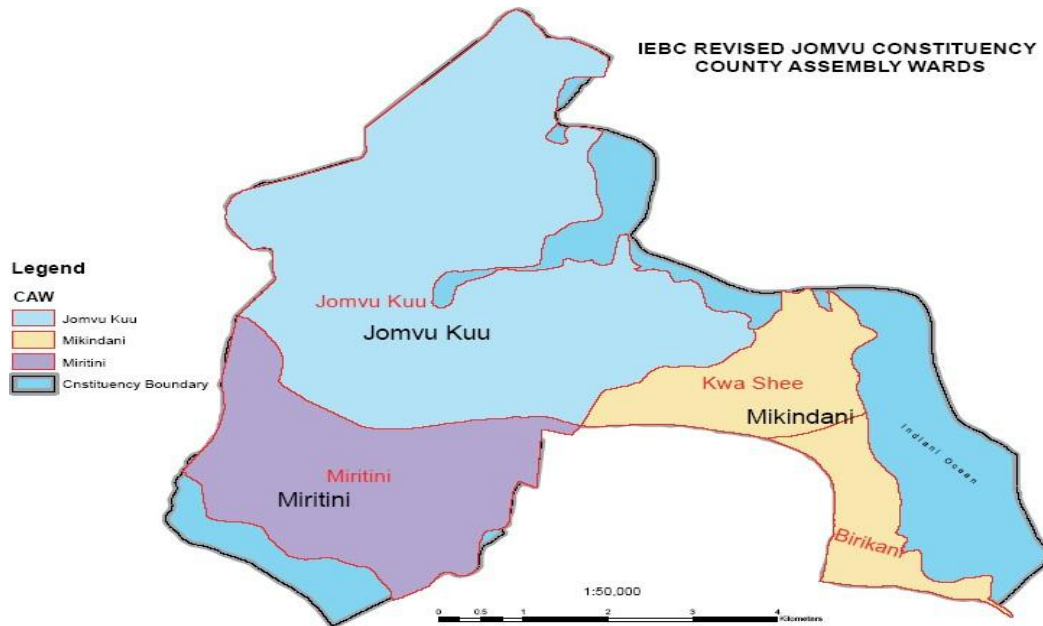 IEBC REVISED JOMVU CONSTITUENCY
COUNTY ASSEMBLY WARDS
Legend
CAW
Jomvu Kuu
Mikindani
Miritini
Cnstituency Boundary
Jomvu Kuu
Jomvu Kuu
Kwa Shee
Mikindani
Indiani Ocean
Miritini
Miritini
Birikani
1:50,000
0 0.5 1 2 3 4
Kilometers